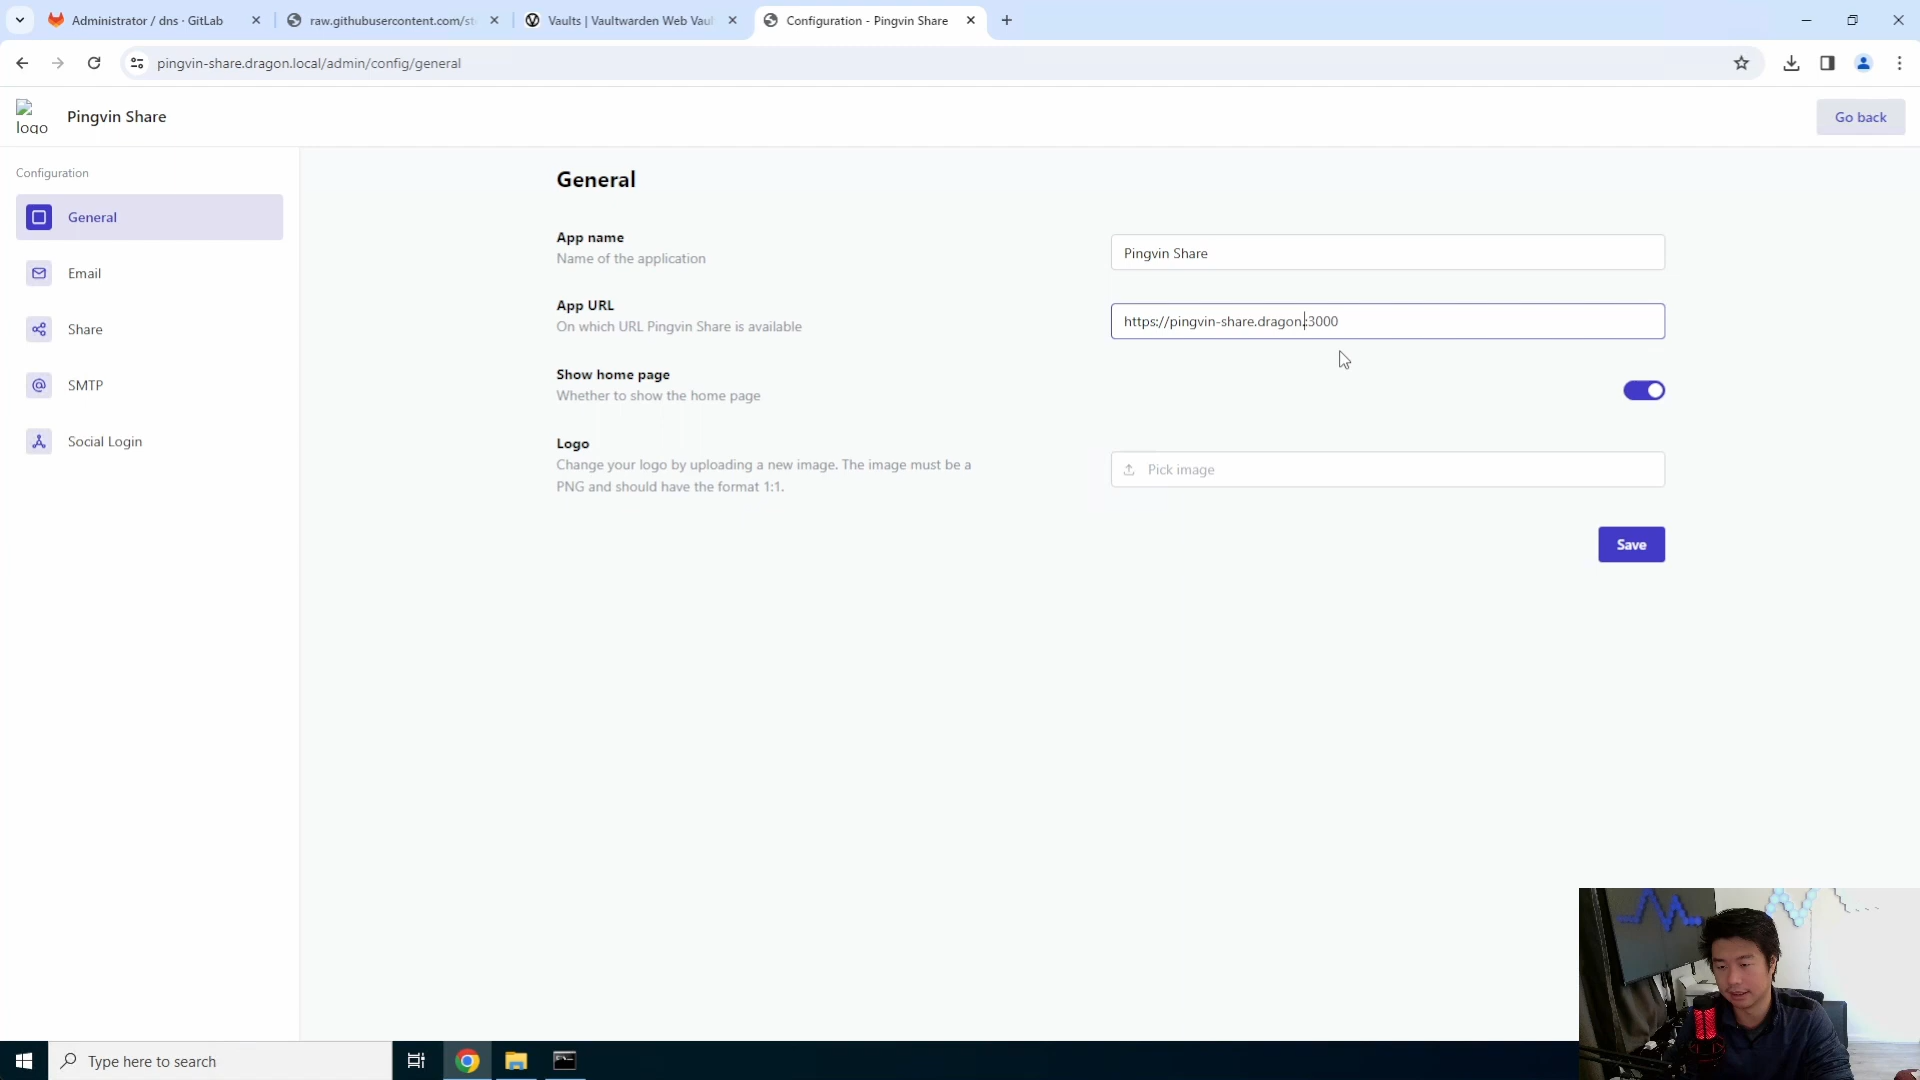 Administrator / dns · GitLab
raw.githubusercontent.com/st
Vaults | Vaultwarden Web Vaul
Configuration - Pingvin Share
pingvin-share.dragon.local/admin/config/general
logo
Pingvin Share
Go back
Configuration
General
Email
Share
SMTP
Social Login
General
App name
Name of the application
Pingvin Share
App URL
On which URL Pingvin Share is available
https://pingvin-share.dragon.:3000
Show home page
Whether to show the home page
Logo
Change your logo by uploading a new image. The image must be a
PNG and should have the format 1:1.
Pick image
Save
Type here to search